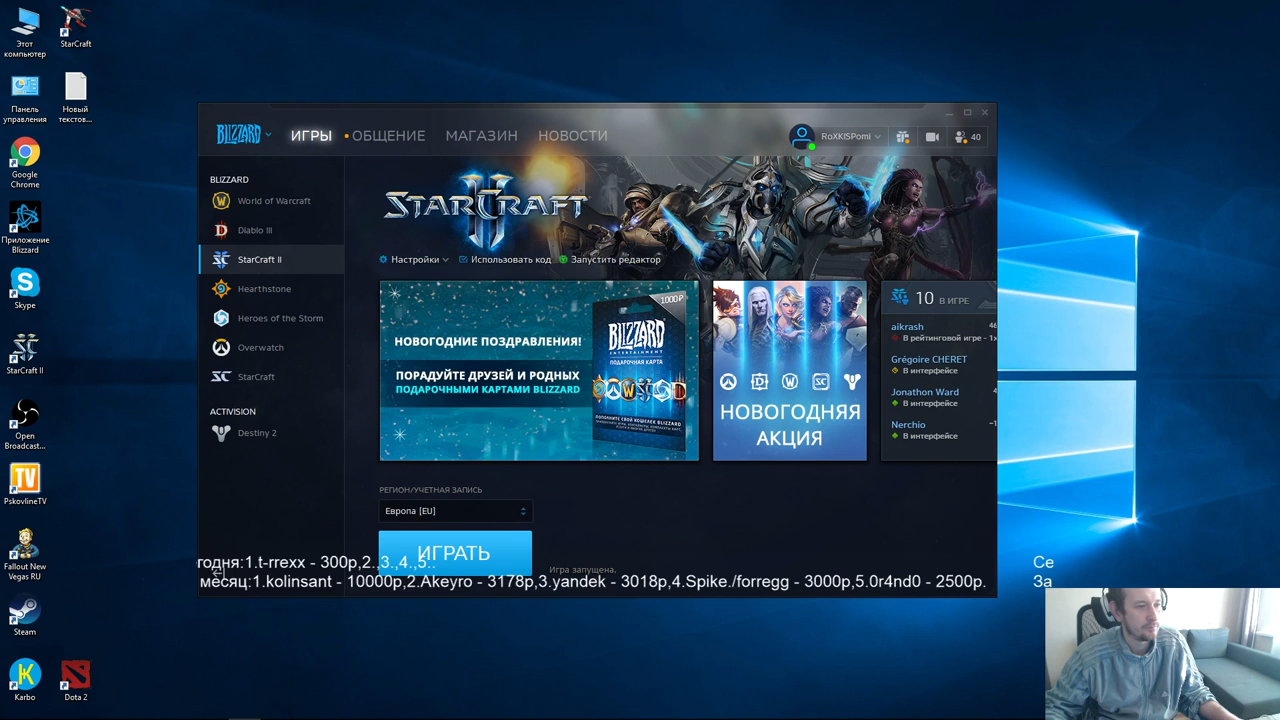 Этот
компьютер
StarCraft
Панель
управления
Новый
текстов...
Google
Chrome
Приложение
Blizzard
Skype
StarCraft II
Open
Broadcast...
TV
PskovlineTV
Fallout New
Vegas RU
Steam
Karbo
Dota 2
BLIZZARD
ИГРЫ
ОБЩЕНИЕ
МАГАЗИН
НОВОСТИ
RoXKISPomi
40
BLIZZARD
World of Warcraft
Diablo III
StarCraft II
Hearthstone
Heroes of the Storm
Overwatch
StarCraft
ACTIVISION
Destiny 2
STARCRAFT II
Настройки
Использовать код
Запустить редактор
НОВОГОДНИЕ ПОЗДРАВЛЕНИЯ!
ПОРАДУЙТЕ ДРУЗЕЙ И РОДНЫХ
ПОДАРОЧНЫМИ КАРТАМИ BLIZZARD
1000₽
BLIZZARD
ENTERTAINMENT
ПОДАРОЧНАЯ КАРТА
НОВОГОДНЯЯ
АКЦИЯ
10 В ИГРЕ
aikrash
В рейтинговой игре - 1
Grégoire CHERET
В интерфейсе
Jonathon Ward
В интерфейсе
Nerchio
В интерфейсе
РЕГИОН/УЧЕТНАЯ ЗАПИСЬ
Европа [EU]
ИГРАТЬ
Игра запущена.
годня:1.t-rrexx - 300р,2.,3.,4.,5..
Се
месяц:1.kolinsant - 10000р,2.Akeyro - 3178р,3.yandek - 3018р,4.Spike./forregg - 3000р,5.0r4nd0 - 2500р.
За